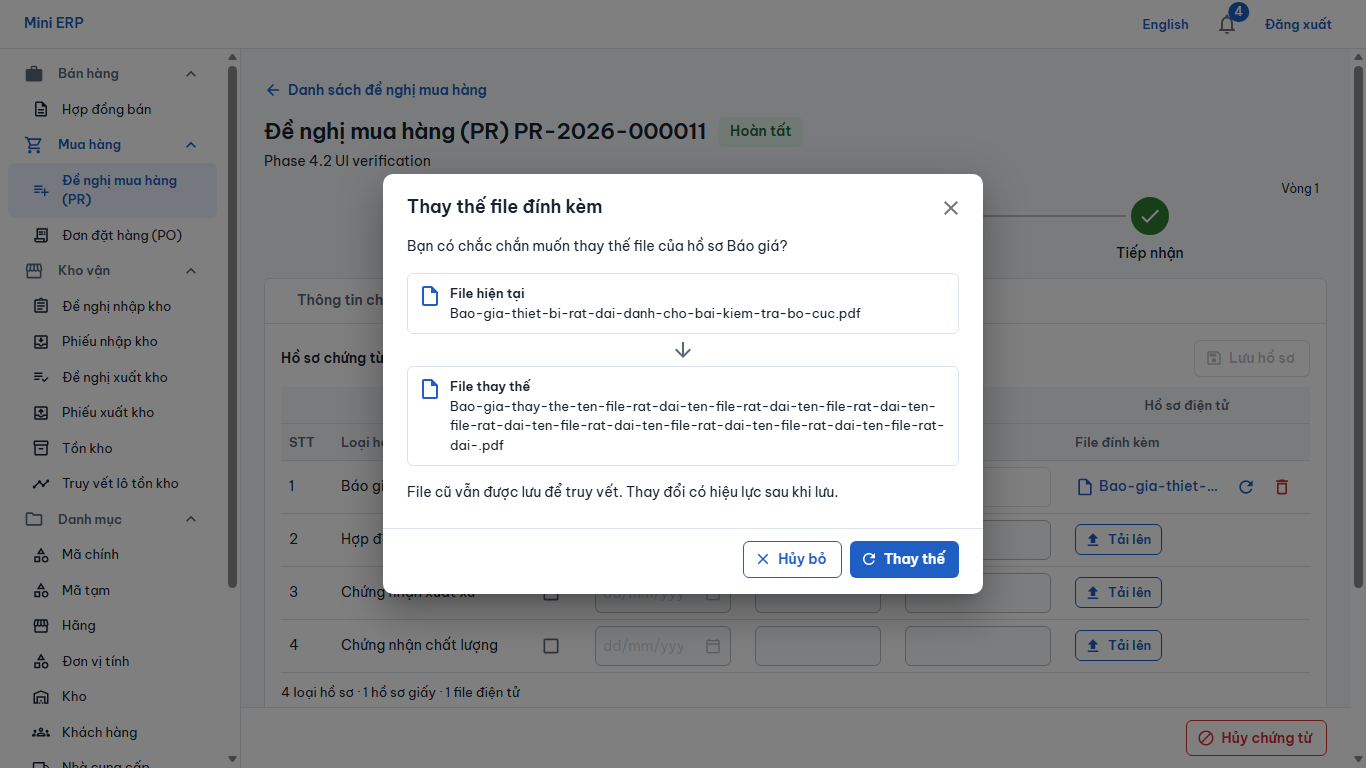 Mini ERP
English
4
Đăng xuất
Bán hàng
Hợp đồng bán
Mua hàng
Đề nghị mua hàng
(PR)
Đơn đặt hàng (PO)
Kho vận
Đề nghị nhập kho
Phiếu nhập kho
Đề nghị xuất kho
Phiếu xuất kho
Tồn kho
Truy vết lô tồn kho
Danh mục
Mã chính
Mã tạm
Hãng
Đơn vị tính
Kho
Khách hàng
Nhà cung cấp
Danh sách đề nghị mua hàng
Đề nghị mua hàng (PR) PR-2026-000011
Hoàn tất
Phase 4.2 UI verification
Vòng 1
Tiếp nhận
Thông tin ch
Hồ sơ chứng từ
Lưu hồ sơ
Hồ sơ điện tử
STT
Loại h
File đính kèm
1
Báo gi
Bao-gia-thiet-...
2
Hợp đ
Tải lên
3
Chứng nhận xuất xứ
dd/mm/yyy
Tải lên
4
Chứng nhận chất lượng
dd/mm/yyy
Tải lên
4 loại hồ sơ · 1 hồ sơ giấy · 1 file điện tử
Hủy chứng từ
Thay thế file đính kèm
Bạn có chắc chắn muốn thay thế file của hồ sơ Báo giá?
File hiện tại
Bao-gia-thiet-bi-rat-dai-danh-cho-bai-kiem-tra-bo-cuc.pdf
File thay thế
Bao-gia-thay-the-ten-file-rat-dai-ten-file-rat-dai-ten-file-rat-dai-ten-
file-rat-dai-ten-file-rat-dai-ten-file-rat-dai-ten-file-rat-dai-ten-file-rat-
dai-.pdf
File cũ vẫn được lưu để truy vết. Thay đổi có hiệu lực sau khi lưu.
Hủy bỏ
Thay thế